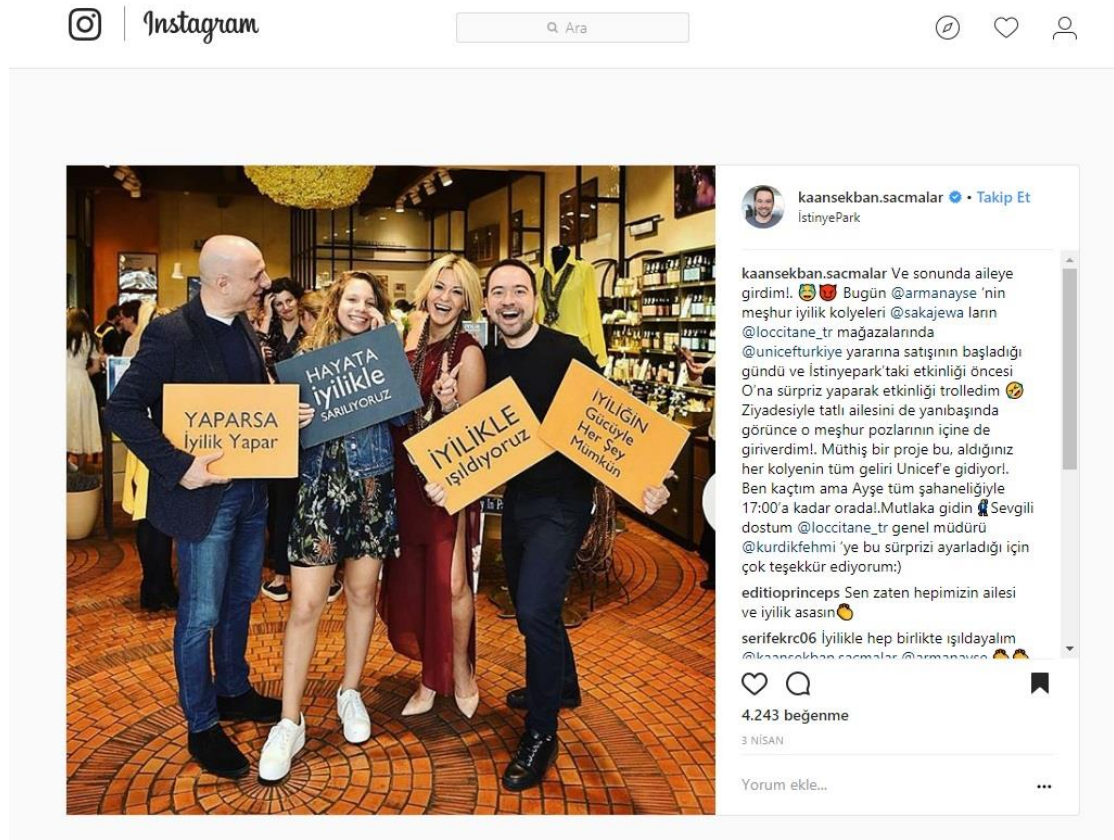 Instagram
Ara
YAPARSA
İyilik Yapar
HAYATA
iyilikle
SARILIYORUZ
İYİLİKLE
ışıldıyoruz
İYİLİĞİN
Gücüyle
Her Şey
Mümkün
kaansekban.sacmalar • Takip Et
İstinyePark
kaansekban.sacmalar Ve sonunda aileye
girdim!. 😅😈 Bugün @armanayse ’nin
meşhur iyilik kolyeleri @sakajewa ların
@loccitane_tr mağazalarında
@unicefturkiye yararına satışının başladığı
gündü ve İstinyepark’taki etkinliği öncesi
O’na sürpriz yaparak etkinliği trolledim 🤣
Ziyadesiyle tatlı ailesini de yanıbaşında
görünce o meşhur pozlarının içine de
giriverdim!. Müthiş bir proje bu, aldığınız
her kolyenin tüm geliri Unicef’e gidiyor!.
Ben kaçtım ama Ayşe tüm şahaneliğiyle
17:00’a kadar orada!.Mutlaka gidin Sevgili
dostum @loccitane_tr genel müdürü
@kurdikfehmi ’ye bu sürprizi ayarladığı için
çok teşekkür ediyorum:)
editioprinceps Sen zaten hepimizin ailesi
ve iyilik asasın👏
serifekrc06 İyilikle hep birlikte ışıldayalım
@kaansekban.sacmalar @armanayse 👏👏
4.243 beğenme
3 NİSAN
Yorum ekle...